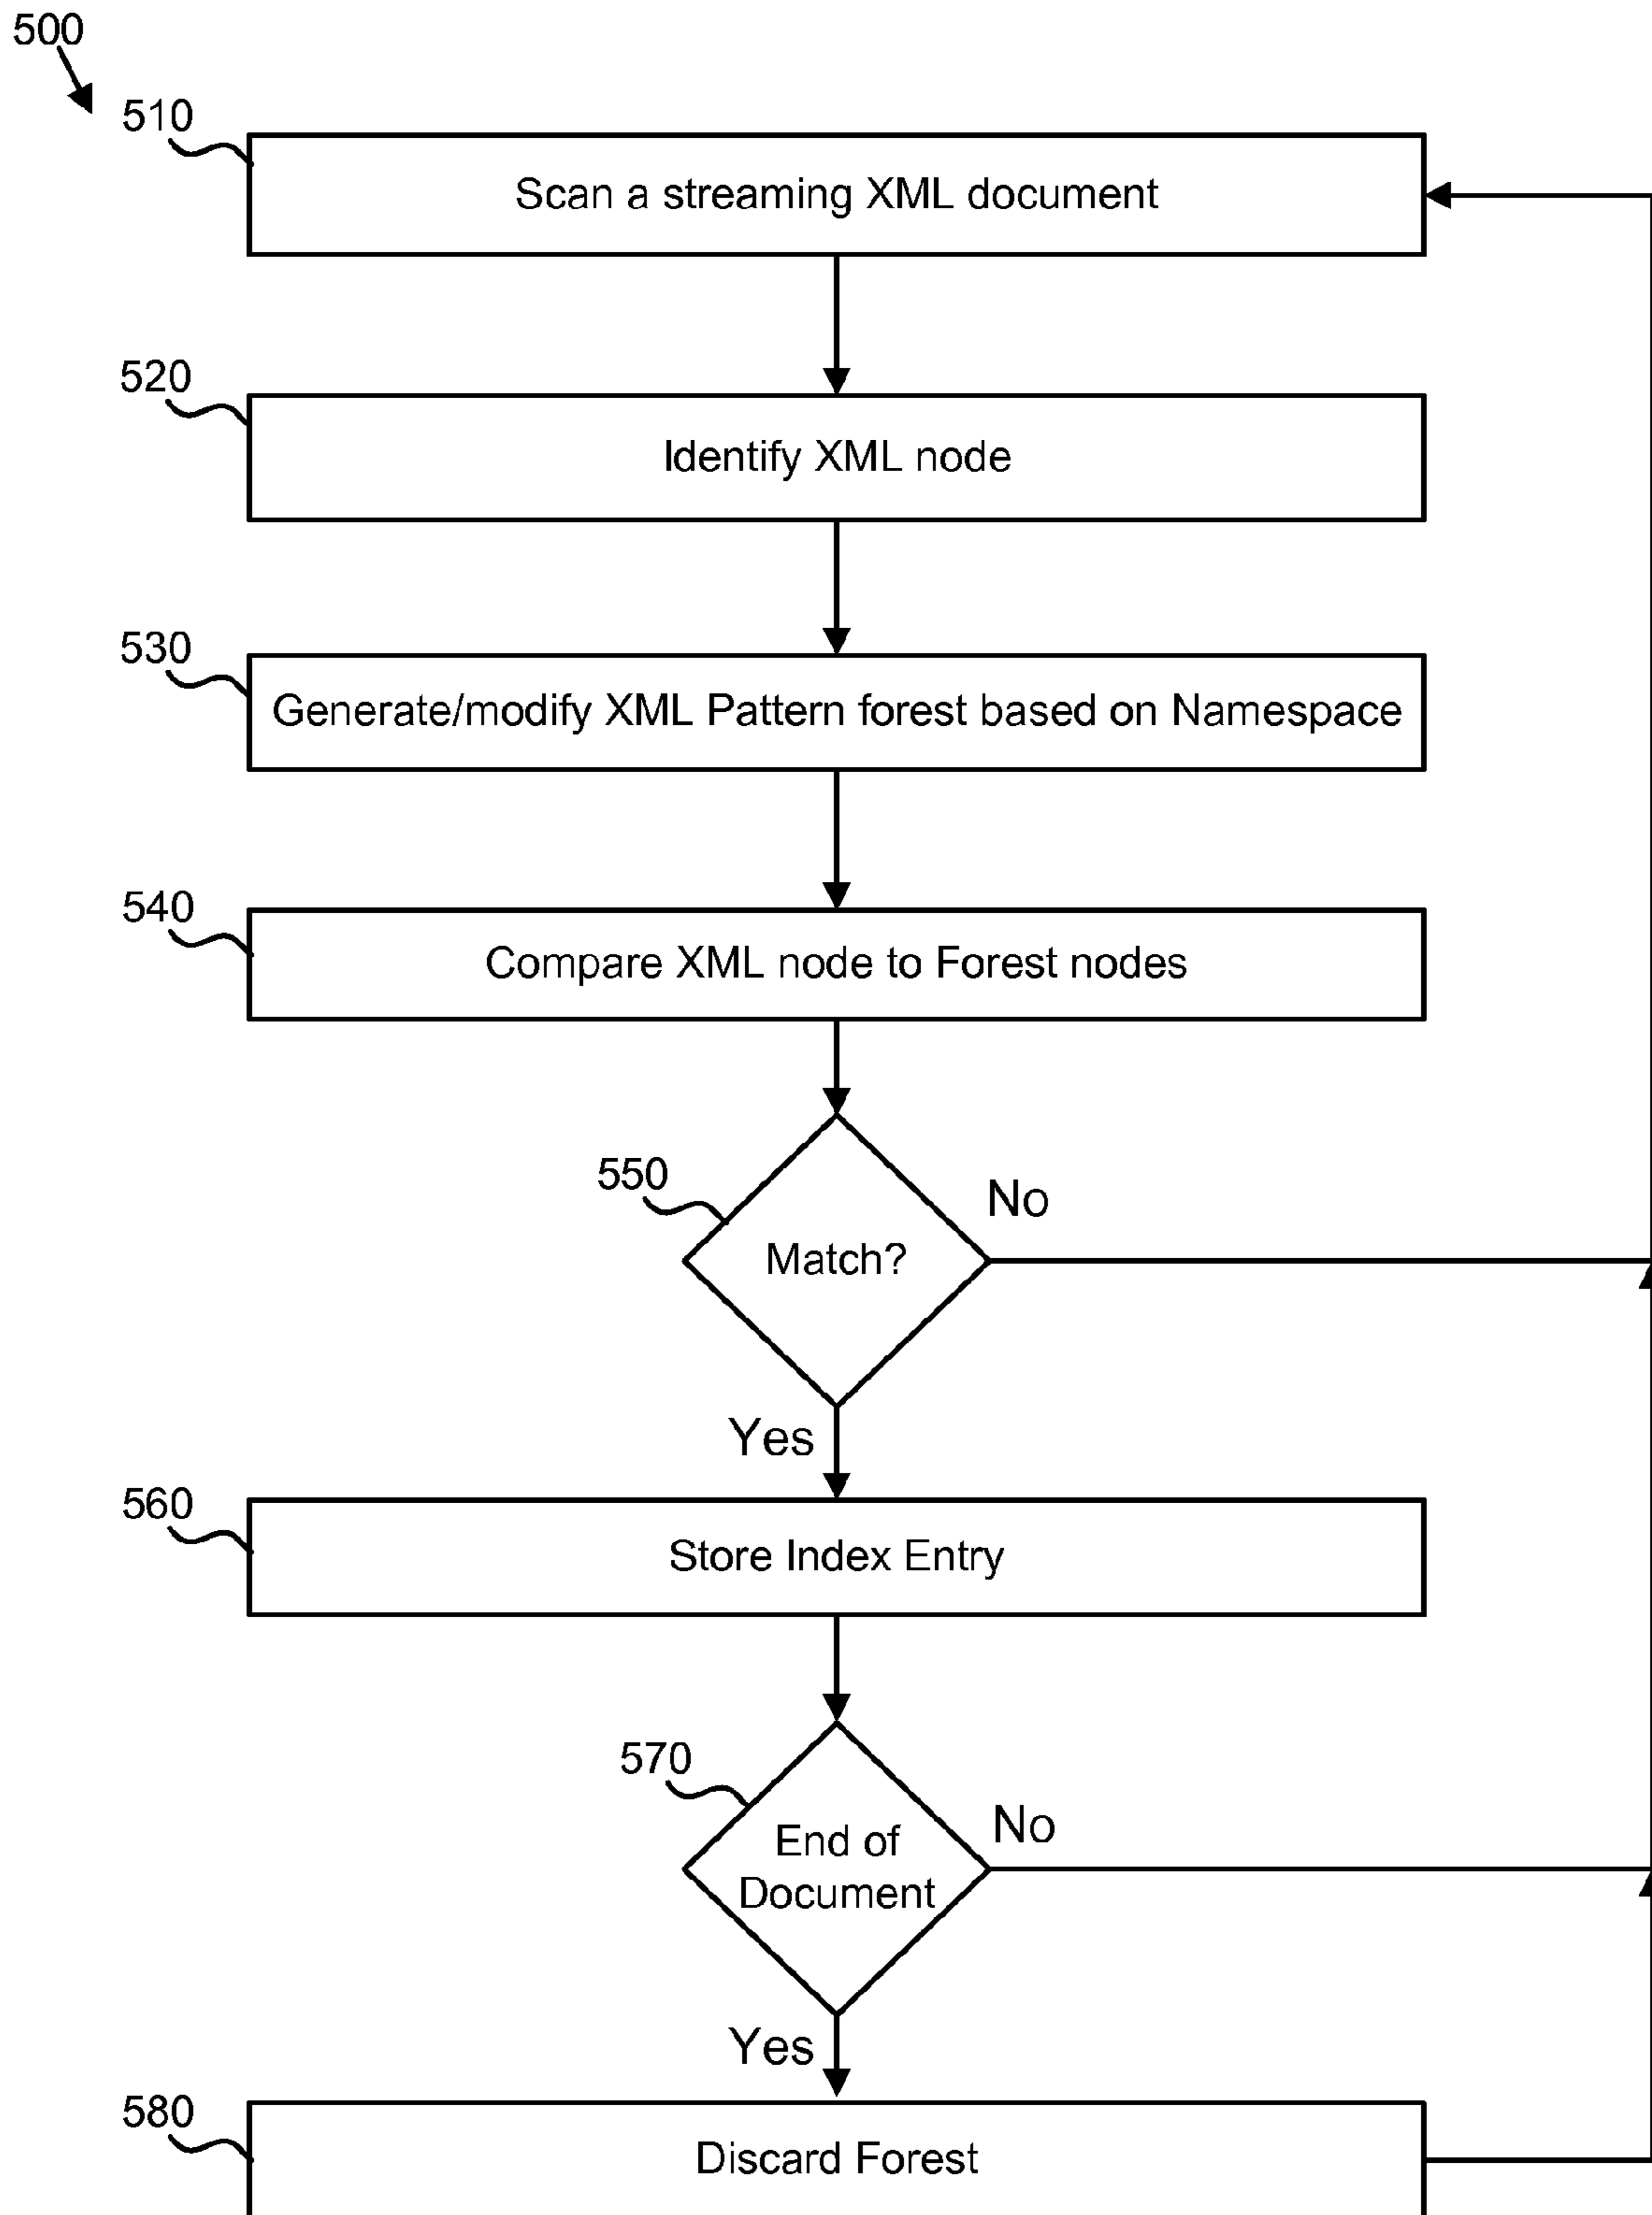 500
510
Scan a streaming XML document
520
Identify XML node
530
Generate/modify XML Pattern forest based on Namespace
540
Compare XML node to Forest nodes
550
No
Match?
Yes
560
Store Index Entry
570
No
End of
Document
Yes
580
Discard Forest